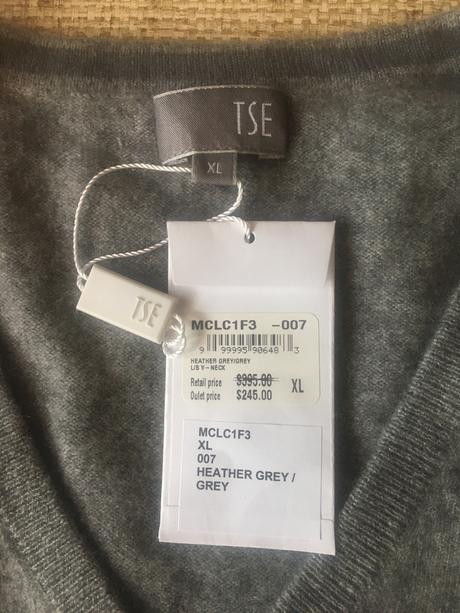 TSE
XL
TSE
MCLC1F3 -007
9 99995 90648 3
HEATHER GREY/GREY
L/S V-NECK
Retail price $395.00
Oulet price $245.00
XL
MCLC1F3
XL
007
HEATHER GREY /
GREY